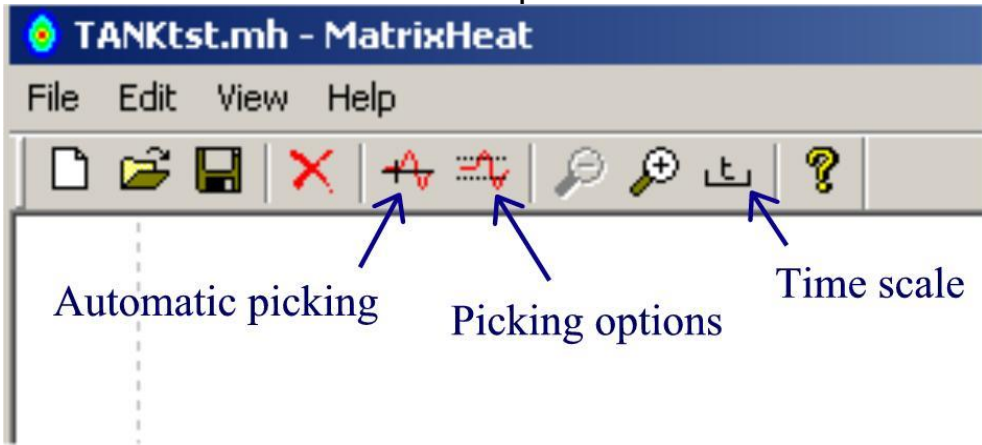 TANKtst.mh - MatrixHeat
File Edit View Help
t
?
Automatic picking
Picking options
Time scale